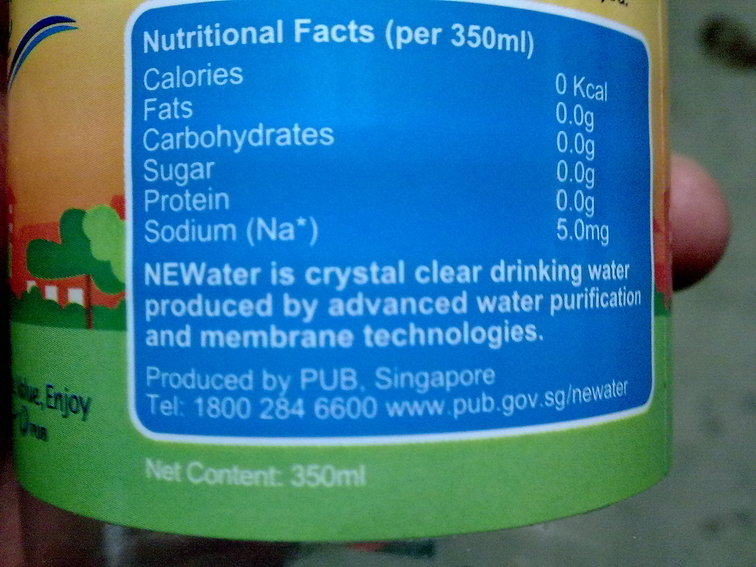 Nutritional Facts (per 350ml)
Calories 0 Kcal
Fats 0.0g
Carbohydrates 0.0g
Sugar 0.0g
Protein 0.0g
Sodium (Na*) 5.0mg
NEWater is crystal clear drinking water
produced by advanced water purification
and membrane technologies.
Produced by PUB, Singapore
Tel: 1800 284 6600 www.pub.gov.sg/newater
Enjoy
PUB
Net Content: 350ml